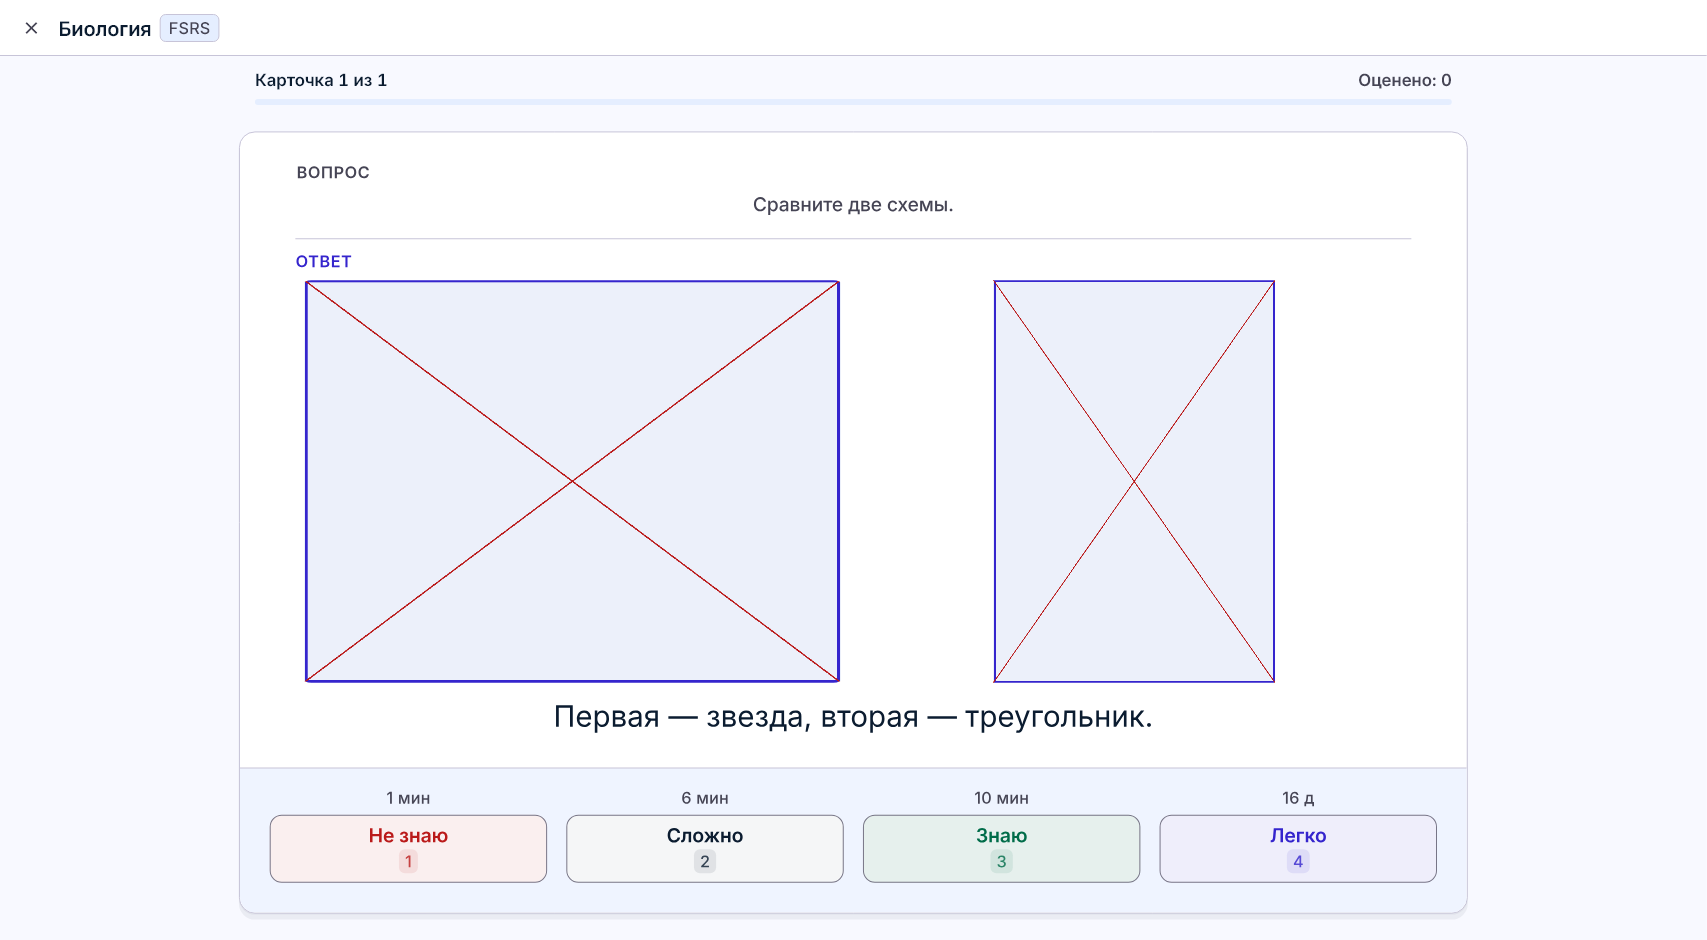 Биология FSRS
Карточка 1 из 1
Оценено: 0
ВОПРОС
Сравните две схемы.
ОТВЕТ
Первая — звезда, вторая — треугольник.
1 мин
6 мин
10 мин
16 д
Не знаю
Сложно
Знаю
Легко
1
2
3
4